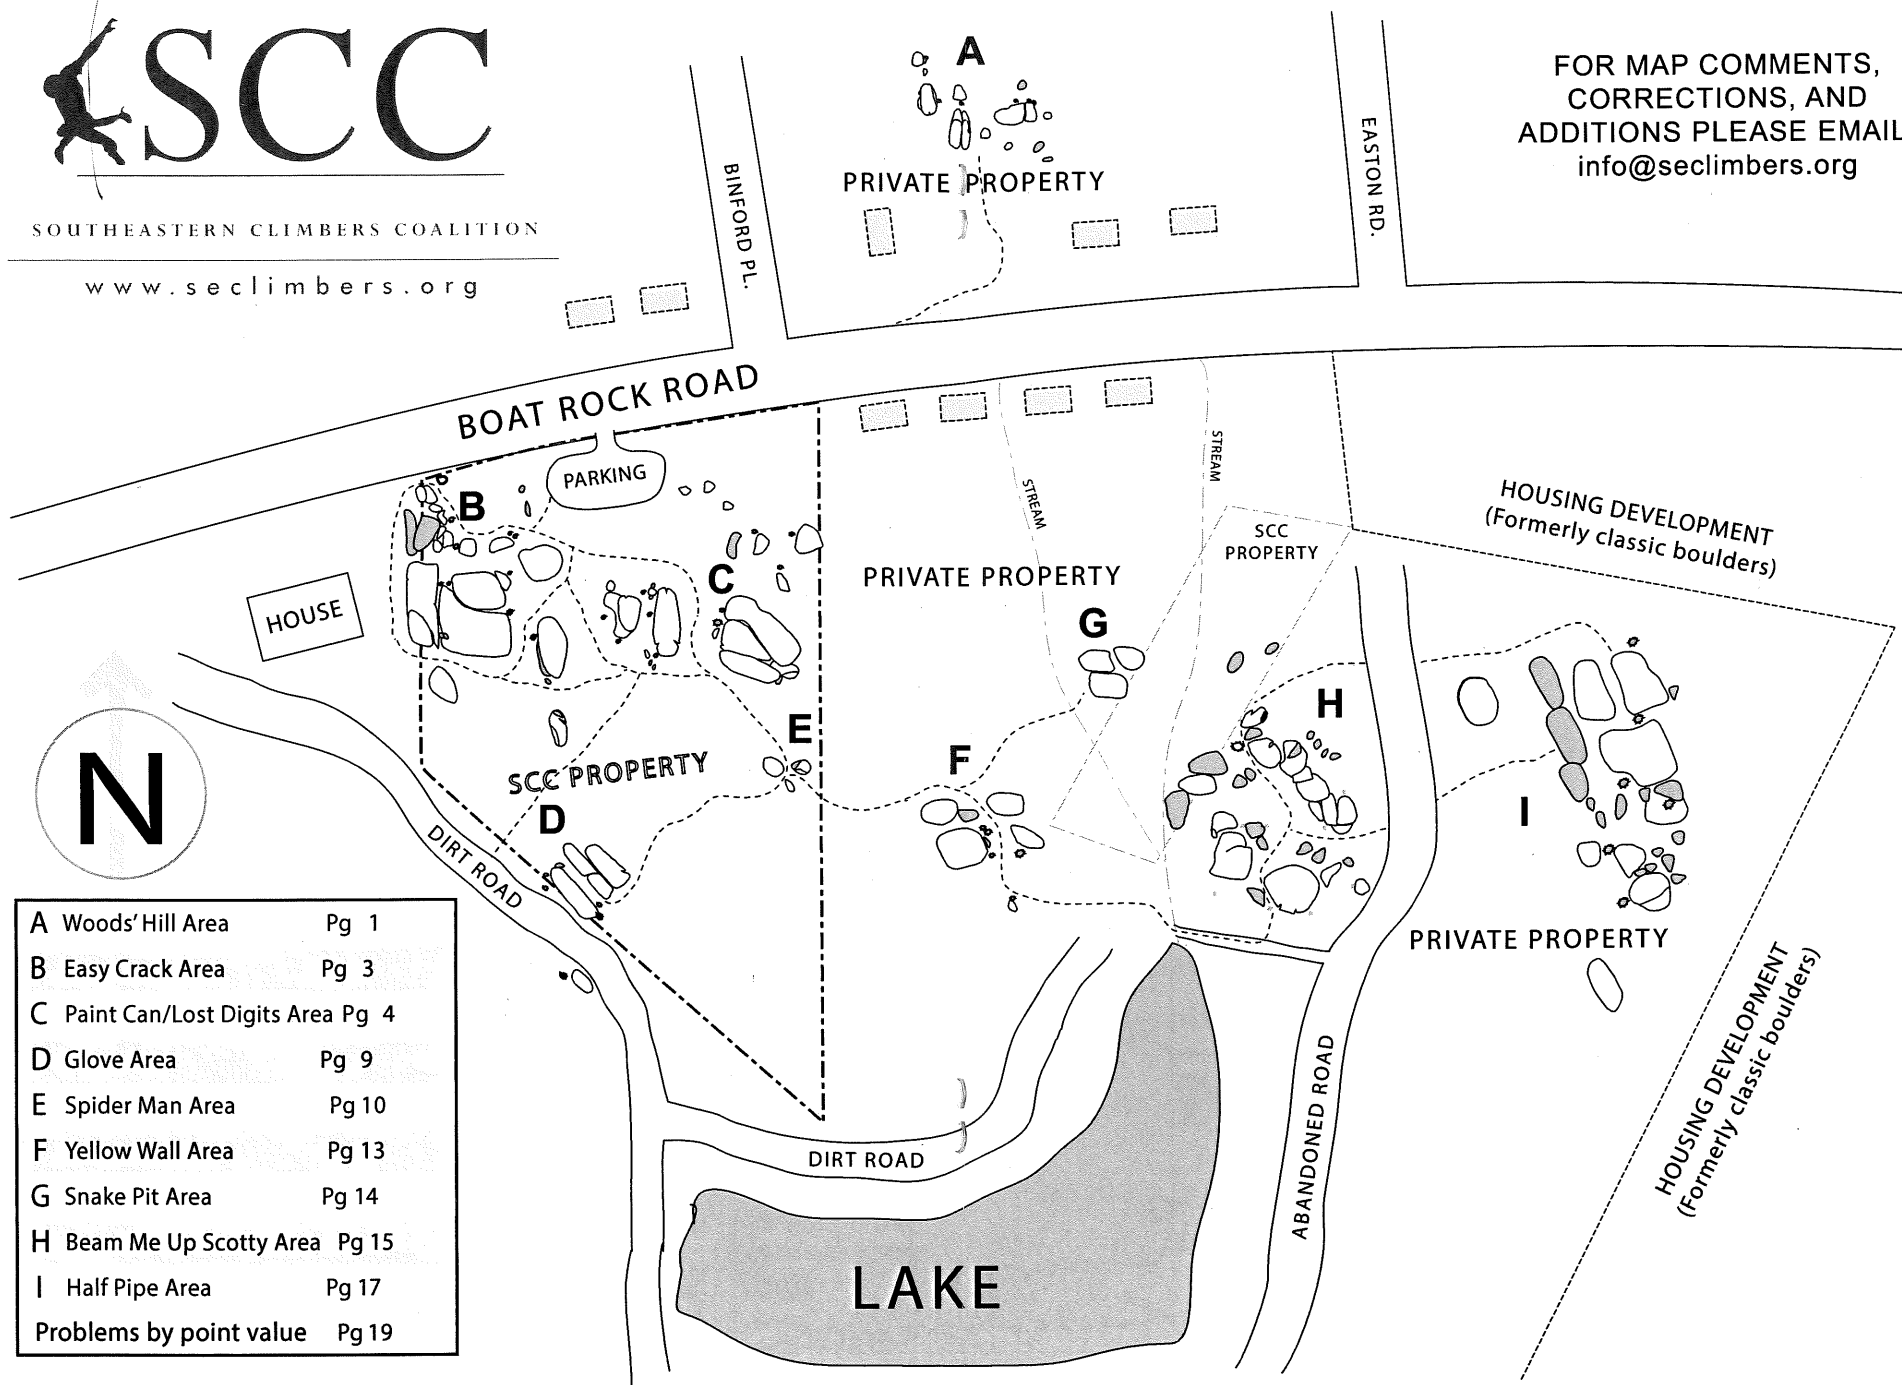 SCC
SOUTHEASTERN CLIMBERS COALITION
www.seclimbers.org
FOR MAP COMMENTS,
CORRECTIONS, AND
ADDITIONS PLEASE EMAIL
info@seclimbers.org
A
PRIVATE PROPERTY
BINFORD PL.
EASTON RD.
BOAT ROCK ROAD
PARKING
B
C
HOUSE
STREAM
STREAM
SCC
PROPERTY
PRIVATE PROPERTY
HOUSING DEVELOPMENT
(Formerly classic boulders)
G
H
E
F
SCC PROPERTY
D
I
N
DIRT ROAD
PRIVATE PROPERTY
HOUSING DEVELOPMENT
(Formerly classic boulders)
ABANDONED ROAD
DIRT ROAD
LAKE
A Woods' Hill Area Pg 1
B Easy Crack Area Pg 3
C Paint Can/Lost Digits Area Pg 4
D Glove Area Pg 9
E Spider Man Area Pg 10
F Yellow Wall Area Pg 13
G Snake Pit Area Pg 14
H Beam Me Up Scotty Area Pg 15
I Half Pipe Area Pg 17
Problems by point value Pg 19